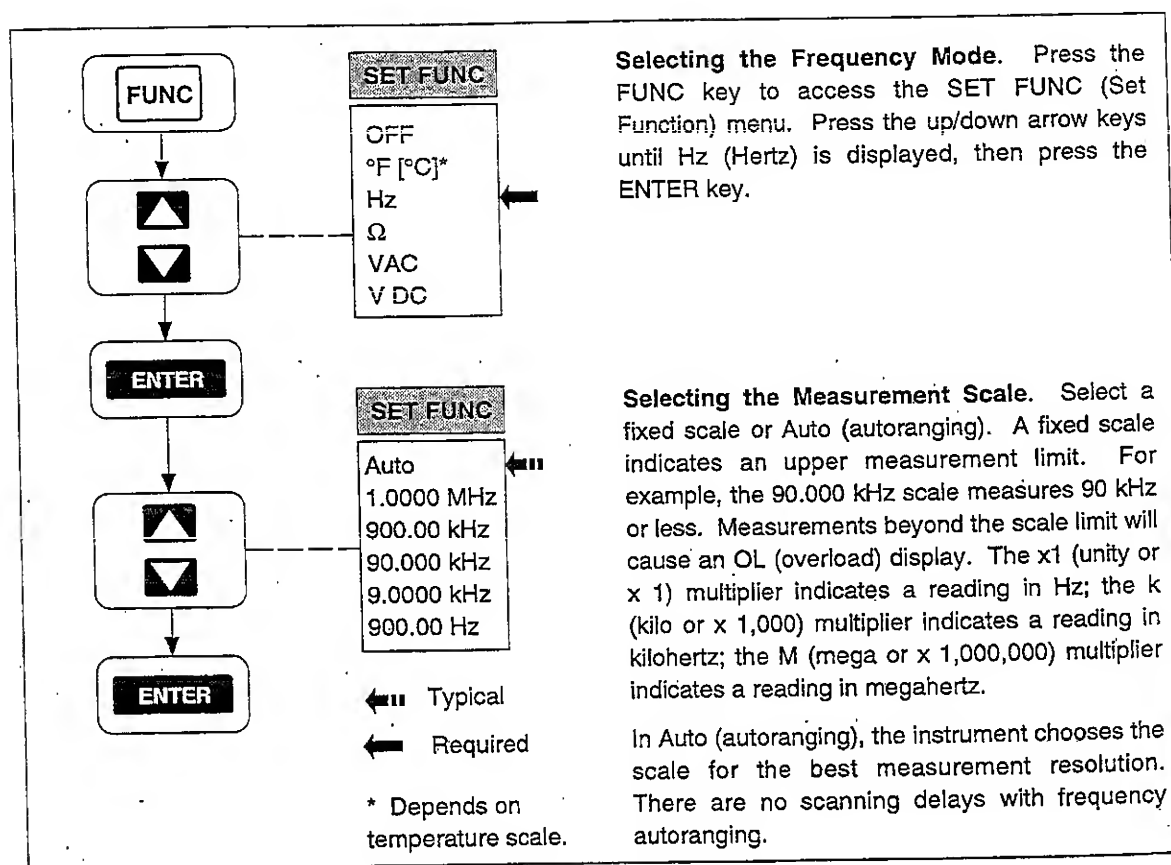 FUNC
SET FUNC
OFF
°F [°C]*
Hz
Ω
VAC
V DC
ENTER
Selecting the Frequency Mode. Press the
FUNC key to access the SET FUNC (Set
Function) menu. Press the up/down arrow keys
until Hz (Hertz) is displayed, then press the
ENTER key.
SET FUNC
Auto
1.0000 MHz
900.00 kHz
90.000 kHz
9.0000 kHz
900.00 Hz
ENTER
Typical
Required
* Depends on
temperature scale.
Selecting the Measurement Scale. Select a
fixed scale or Auto (autoranging). A fixed scale
indicates an upper measurement limit. For
example, the 90.000 kHz scale measures 90 kHz
or less. Measurements beyond the scale limit will
cause an OL (overload) display. The x1 (unity or
x 1) multiplier indicates a reading in Hz; the k
(kilo or x 1,000) multiplier indicates a reading in
kilohertz; the M (mega or x 1,000,000) multiplier
indicates a reading in megahertz.
In Auto (autoranging), the instrument chooses the
scale for the best measurement resolution.
There are no scanning delays with frequency
autoranging.